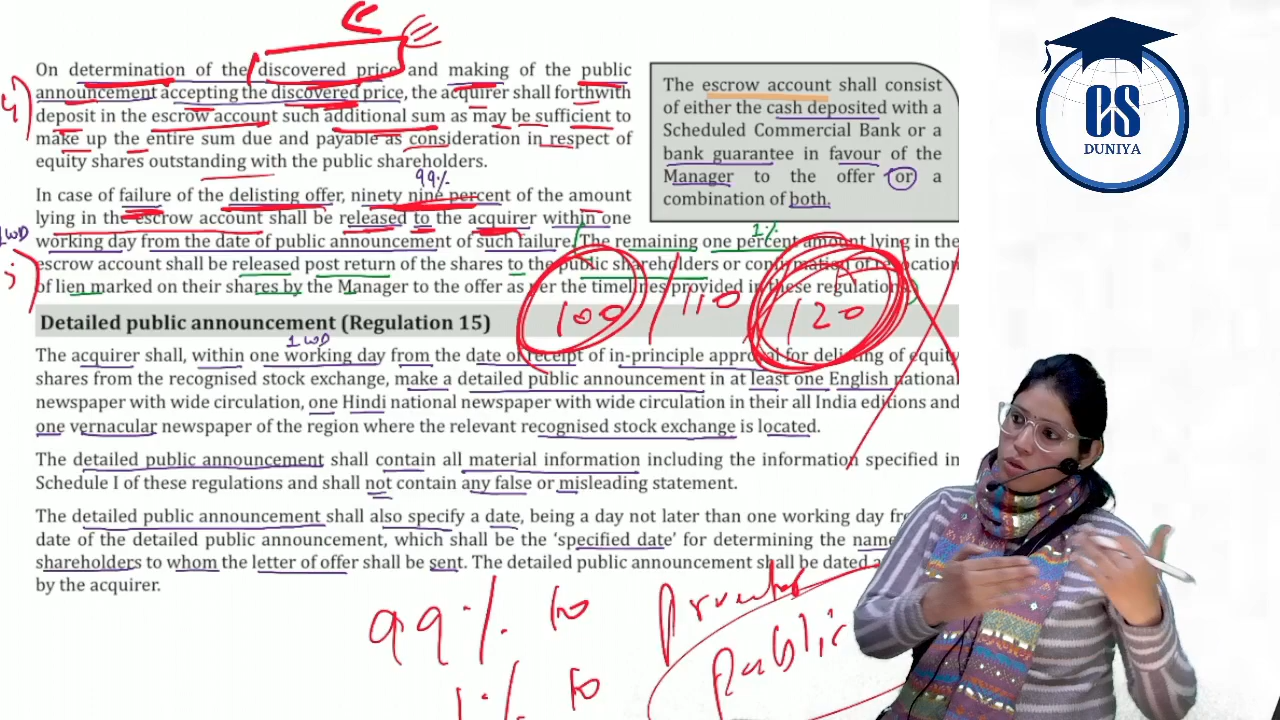 On determination of the discovered price and making of the public
announcement accepting the discovered price, the acquirer shall forthwith
deposit in the escrow account such additional sum as may be sufficient to
make up the entire sum due and payable as consideration in respect of
equity shares outstanding with the public shareholders.
The escrow account shall consist
of either the cash deposited with a
Scheduled Commercial Bank or a
bank guarantee in favour of the
Manager to the offer or a
combination of both.
CS
DUNIYA
99%
In case of failure of the delisting offer, ninety nine percent of the amount
lying in the escrow account shall be released to the acquirer within one
1WD
1%
working day from the date of public announcement of such failure. The remaining one percent amount lying in the
escrow account shall be released post return of the shares to the public shareholders or
of lien marked on their shares by the Manager to the offer as per the timelines provided in these regulations.
100 / 110 120
Detailed public announcement (Regulation 15)
1WD
The acquirer shall, within one working day from the date of receipt of in-principle approval for delisting of equity
shares from the recognised stock exchange, make a detailed public announcement in at least one English national
newspaper with wide circulation, one Hindi national newspaper with wide circulation in their all India editions and
one vernacular newspaper of the region where the relevant recognised stock exchange is located.
The detailed public announcement shall contain all material information including the information specified in
Schedule I of these regulations and shall not contain any false or misleading statement.
The detailed public announcement shall also specify a date, being a day not later than one working day
date of the detailed public announcement, which shall be the 'specified date' for determining the
shareholders to whom the letter of offer shall be sent. The detailed public announcement shall be dated
by the acquirer.
99% to
1% to Public